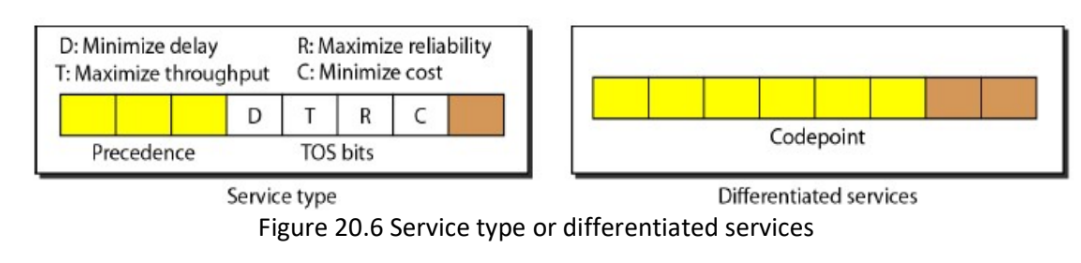 D: Minimize delay R: Maximize reliability
T: Maximize throughput C: Minimize cost
D T R C
Precedence TOS bits
Service type
Codepoint
Differentiated services
Figure 20.6 Service type or differentiated services